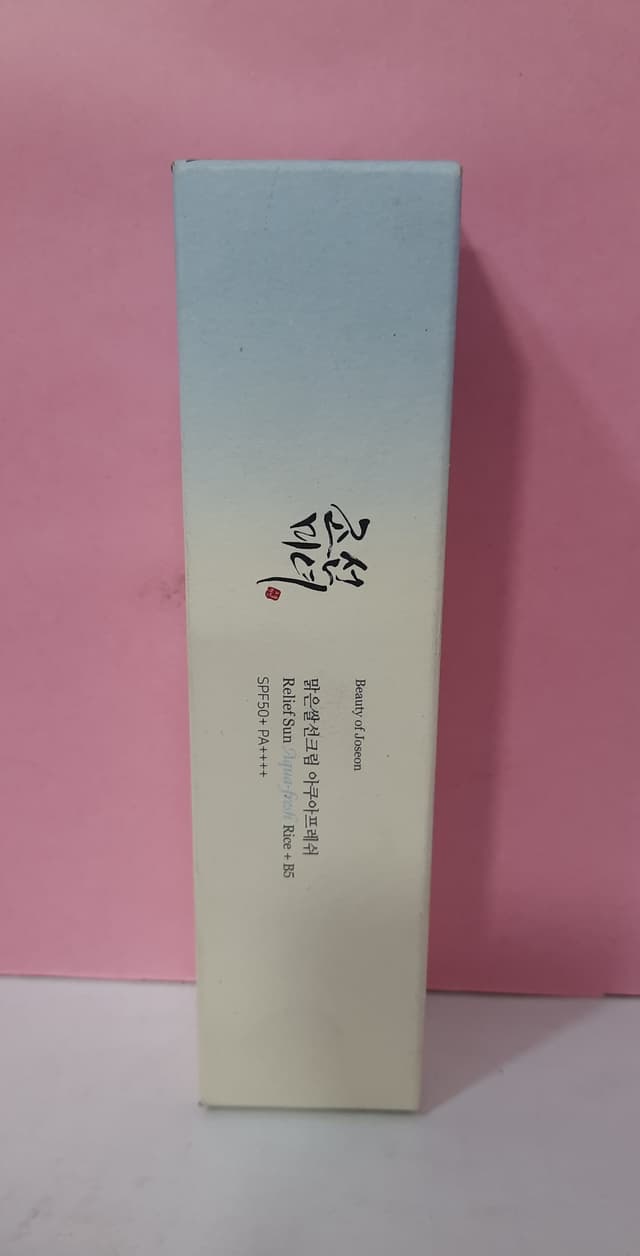 조선
미녀
Beauty of Joseon
맑은쌀선크림 아쿠아프레쉬
Relief Sun Aqua-fresh Rice + B5
SPF50+ PA++++